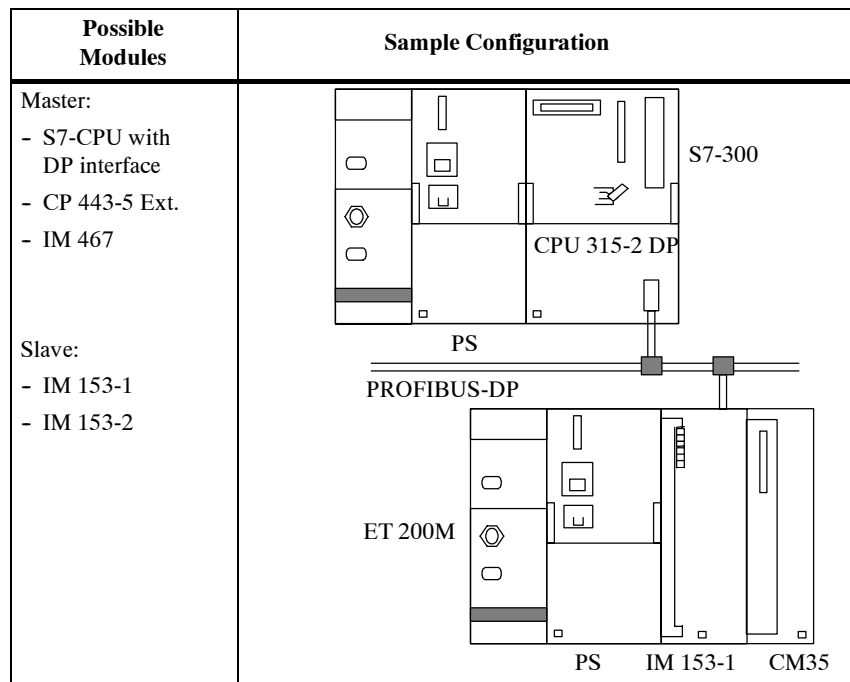 Possible
Modules
Sample Configuration
Master:
- S7-CPU with
DP interface
- CP 443-5 Ext.
- IM 467
Slave:
- IM 153-1
- IM 153-2
S7-300
CPU 315-2 DP
PS
PROFIBUS-DP
ET 200M
PS
IM 153-1
CM35